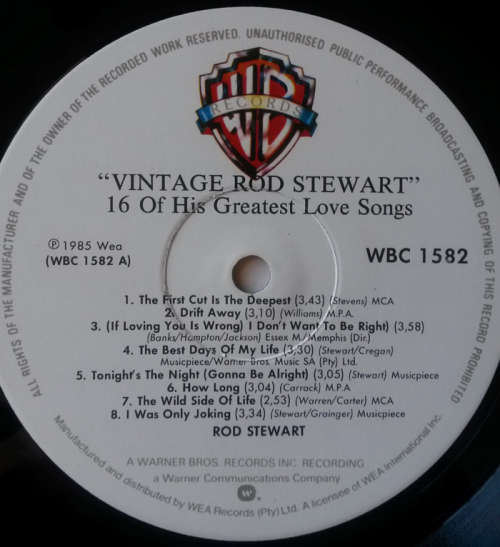 ALL RIGHTS OF THE MANUFACTURER AND OF THE OWNER OF THE RECORDED WORK RESERVED. UNAUTHORISED PUBLIC PERFORMANCE BROADCASTING AND COPYING OF THIS RECORD PROHIBITED
WB
RECORDS
"VINTAGE ROD STEWART"
16 Of His Greatest Love Songs
℗ 1985 Wea
(WBC 1582 A)
WBC 1582
1. The First Cut Is The Deepest (3,43) (Stevens) MCA
2. Drift Away (3,10) (Williams) M.P.A.
3. (If Loving You Is Wrong) I Don't Want To Be Right) (3,58)
(Banks/Hampton/Jackson) Essex M/Memphis (Dir.)
4. The Best Days Of My Life (3,30) (Stewart/Cregan)
Musicpiece/Warner Bros. Music SA (Pty) Ltd.
5. Tonight's The Night (Gonna Be Alright) (3,05) (Stewart) Musicpiece
6. How Long (3,04) (Carrack) M.P.A
7. The Wild Side Of Life (2,53) (Warren/Carter) MCA
8. I Was Only Joking (3,34) (Stewart/Grainger) Musicpiece
ROD STEWART
A WARNER BROS. RECORDS INC. RECORDING
a Warner Communications Company
Manufactured and distributed by WEA Records (Pty) Ltd. A licensee of WEA International Inc.